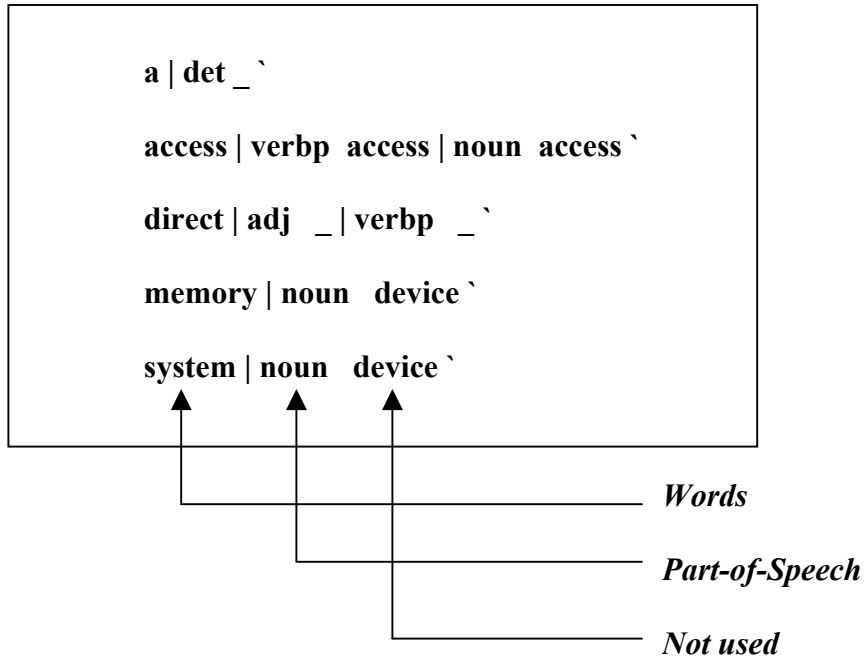 a | det _ `
access | verbp access | noun access `
direct | adj _ | verbp _ `
memory | noun device `
system | noun device `
Words
Part-of-Speech
Not used